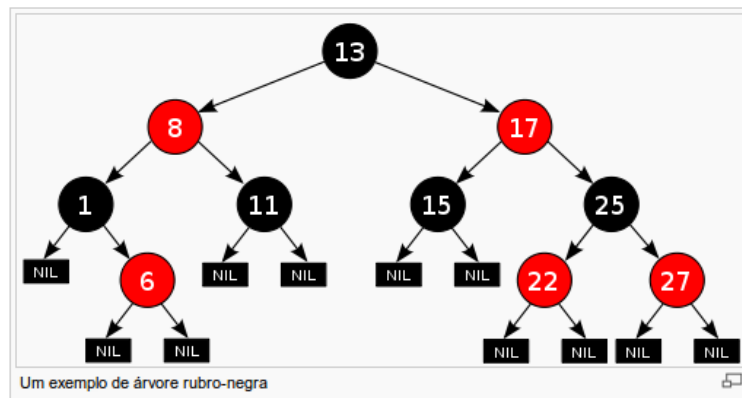 13
8 17
1 11 15 25
NIL 6 NIL NIL NIL NIL 22 27
NIL NIL NIL NIL NIL NIL
Um exemplo de árvore rubro-negra